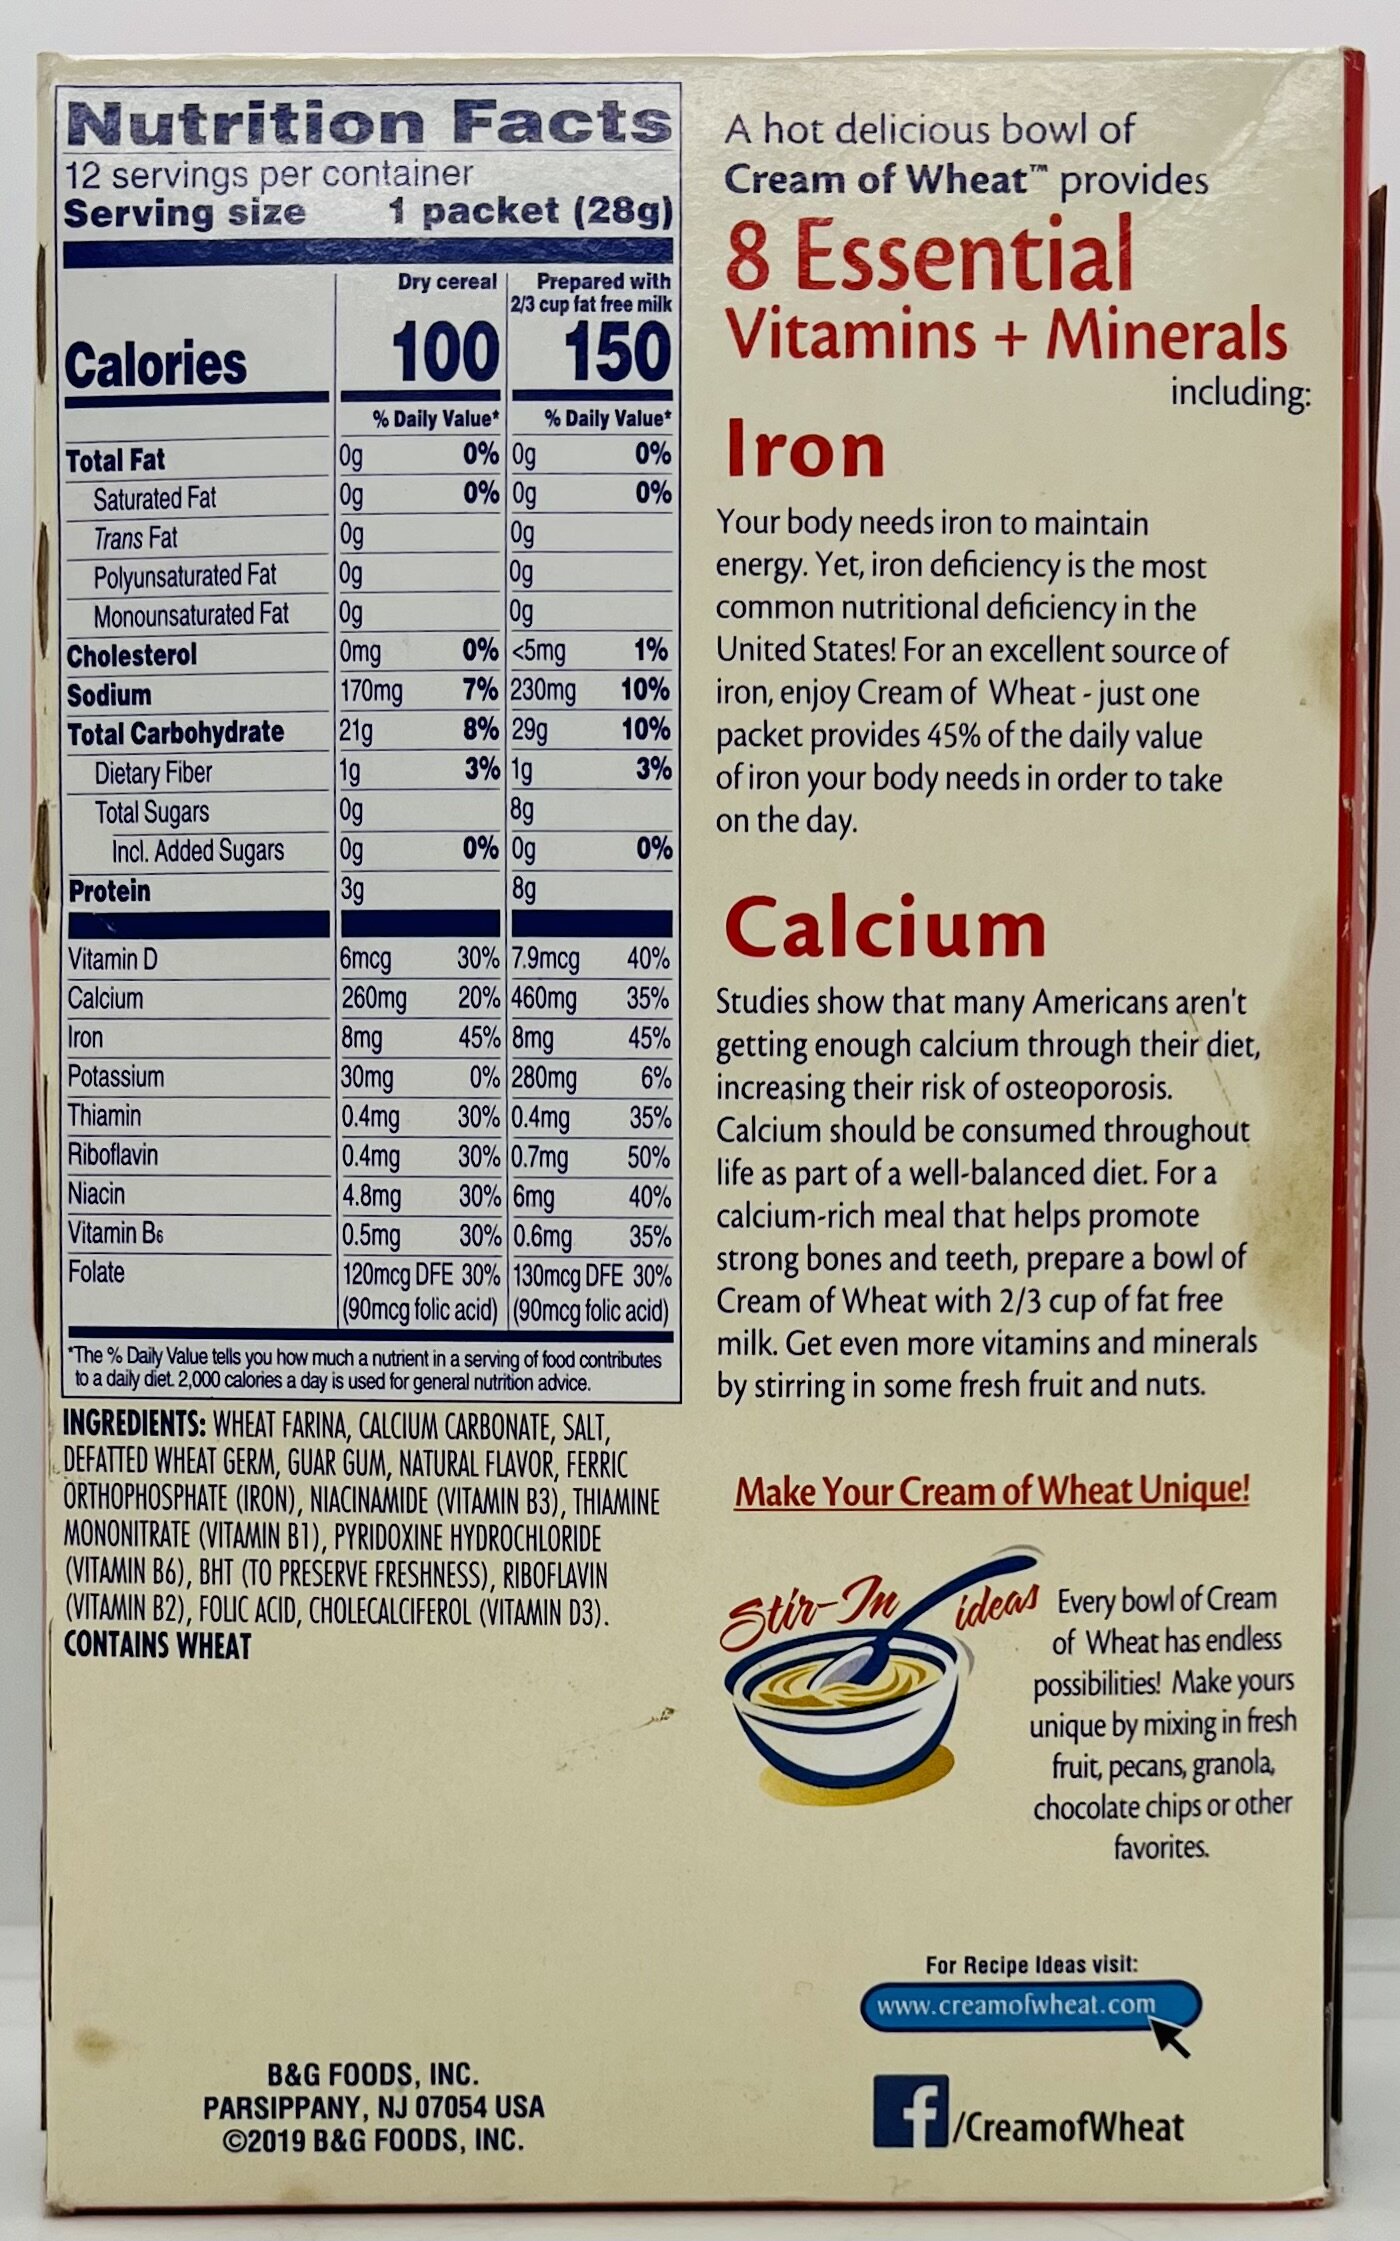 Nutrition Facts
12 servings per container
Serving size 1 packet (28g)
Dry cereal Prepared with
2/3 cup fat free milk
Calories 100 150
% Daily Value* % Daily Value*
Total Fat 0g 0% 0g 0%
Saturated Fat 0g 0% 0g 0%
Trans Fat 0g 0g
Polyunsaturated Fat 0g 0g
Monounsaturated Fat 0g 0g
Cholesterol 0mg 0% <5mg 1%
Sodium 170mg 7% 230mg 10%
Total Carbohydrate 21g 8% 29g 10%
Dietary Fiber 1g 3% 1g 3%
Total Sugars 0g 8g
Incl. Added Sugars 0g 0% 0g 0%
Protein 3g 8g
Vitamin D 6mcg 30% 7.9mcg 40%
Calcium 260mg 20% 460mg 35%
Iron 8mg 45% 8mg 45%
Potassium 30mg 0% 280mg 6%
Thiamin 0.4mg 30% 0.4mg 35%
Riboflavin 0.4mg 30% 0.7mg 50%
Niacin 4.8mg 30% 6mg 40%
Vitamin B6 0.5mg 30% 0.6mg 35%
Folate 120mcg DFE 30% 130mcg DFE 30%
(90mcg folic acid) (90mcg folic acid)
*The % Daily Value tells you how much a nutrient in a serving of food contributes
to a daily diet. 2,000 calories a day is used for general nutrition advice.
INGREDIENTS: WHEAT FARINA, CALCIUM CARBONATE, SALT,
DEFATTED WHEAT GERM, GUAR GUM, NATURAL FLAVOR, FERRIC
ORTHOPHOSPHATE (IRON), NIACINAMIDE (VITAMIN B3), THIAMINE
MONONITRATE (VITAMIN B1), PYRIDOXINE HYDROCHLORIDE
(VITAMIN B6), BHT (TO PRESERVE FRESHNESS), RIBOFLAVIN
(VITAMIN B2), FOLIC ACID, CHOLECALCIFEROL (VITAMIN D3).
CONTAINS WHEAT
B&G FOODS, INC.
PARSIPPANY, NJ 07054 USA
©2019 B&G FOODS, INC.
A hot delicious bowl of
Cream of Wheat™ provides
8 Essential
Vitamins + Minerals
including:
Iron
Your body needs iron to maintain
energy. Yet, iron deficiency is the most
common nutritional deficiency in the
United States! For an excellent source of
iron, enjoy Cream of Wheat - just one
packet provides 45% of the daily value
of iron your body needs in order to take
on the day.
Calcium
Studies show that many Americans aren't
getting enough calcium through their diet,
increasing their risk of osteoporosis.
Calcium should be consumed throughout
life as part of a well-balanced diet. For a
calcium-rich meal that helps promote
strong bones and teeth, prepare a bowl of
Cream of Wheat with 2/3 cup of fat free
milk. Get even more vitamins and minerals
by stirring in some fresh fruit and nuts.
Make Your Cream of Wheat Unique!
Stir-In ideas
Every bowl of Cream
of Wheat has endless
possibilities! Make yours
unique by mixing in fresh
fruit, pecans, granola,
chocolate chips or other
favorites.
For Recipe Ideas visit:
www.creamofwheat.com
f/CreamofWheat